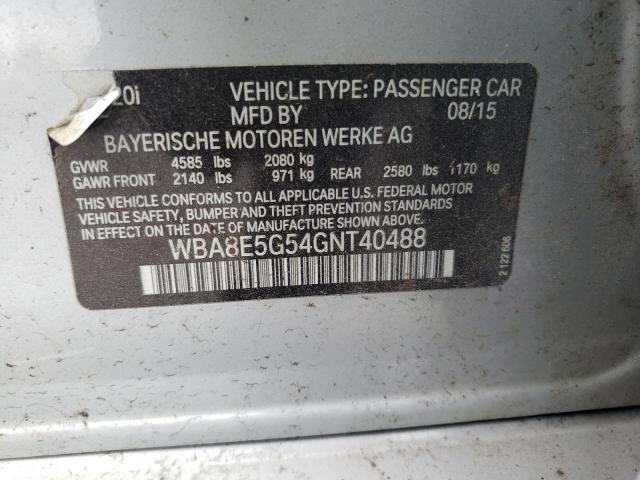 20i VEHICLE TYPE: PASSENGER CAR
MFD BY 08/15
BAYERISCHE MOTOREN WERKE AG
GVWR 4585 lbs 2080 kg
GAWR FRONT 2140 lbs 971 kg REAR 2580 lbs 1170 kg
THIS VEHICLE CONFORMS TO ALL APPLICABLE U.S. FEDERAL MOTOR
VEHICLE SAFETY, BUMPER AND THEFT PREVENTION STANDARDS
IN EFFECT ON THE DATE OF MANUFACTURE SHOWN ABOVE.
WBA8E5G54GNT40488
2 122 606